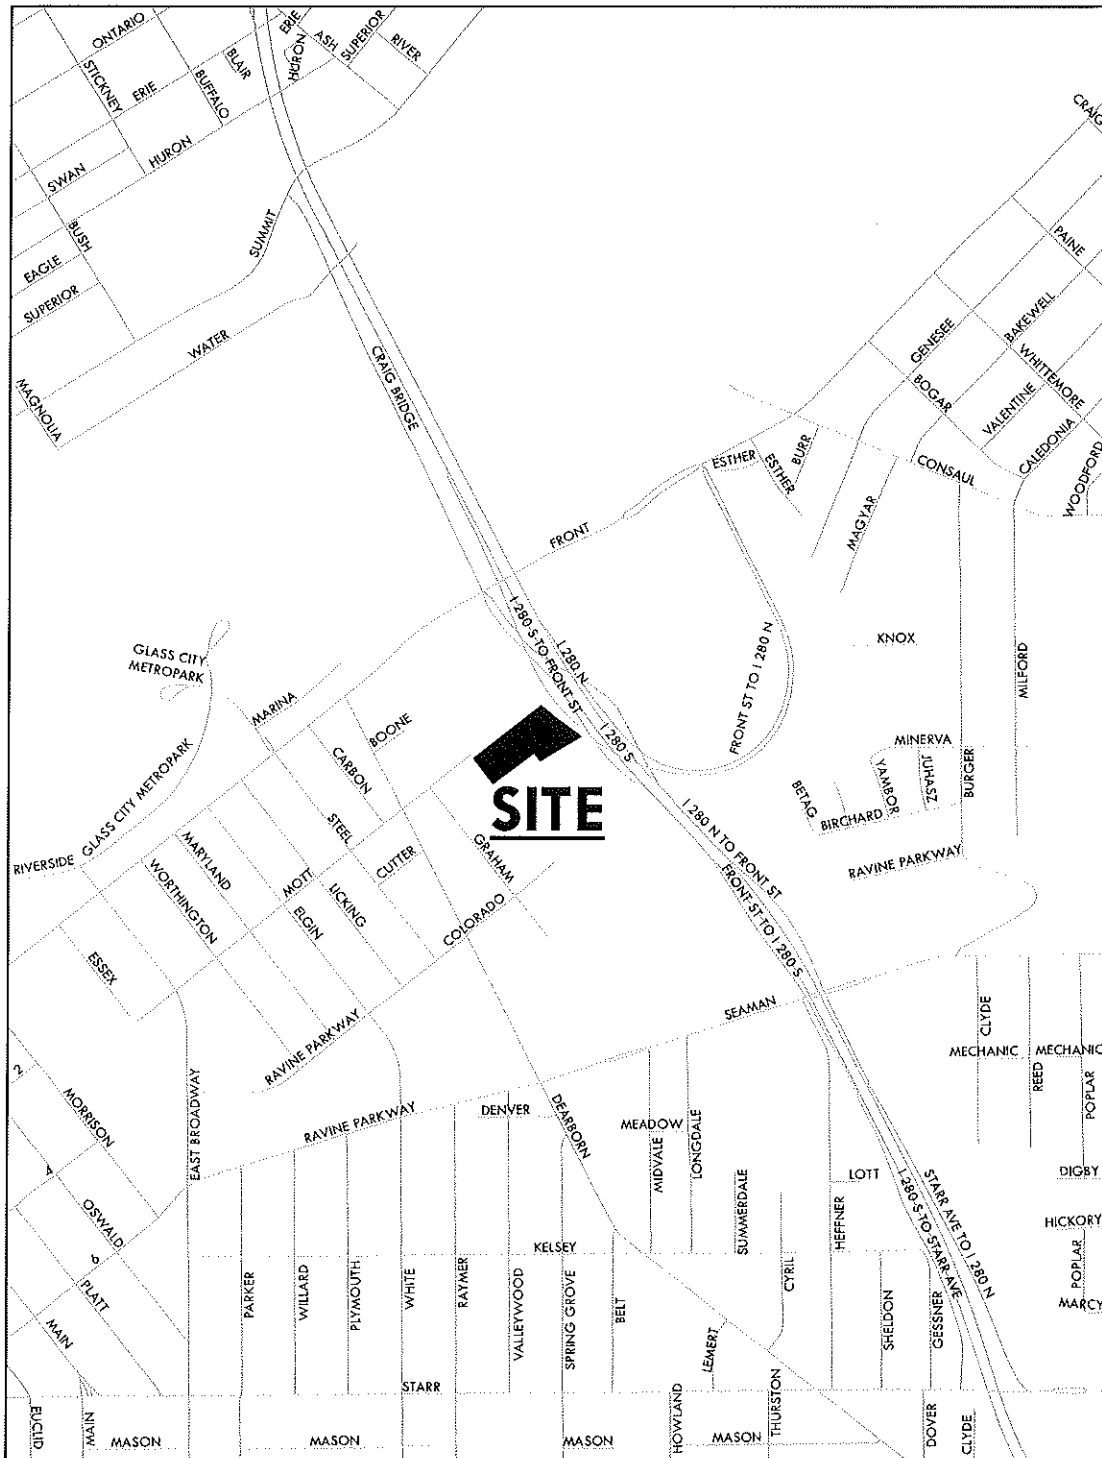 ONTARIO
STICKNEY
ERIE
BUFFALO
BLAIR
HURON
ERIE
ASH
SUPERIOR
RIVER
CRAIG
SWAN
HURON
BUSH
EAGLE
SUPERIOR
SUMMIT
WATER
MAGNOLIA
CRAIG BRIDGE
PAINE
GENESEE
BAKEWELL
WHITTEMORE
BOGAR
VALENTINE
CALEDONIA
WOODFORD
CONSAUL
ESTHER
ESTHER
BURR
MAGYAR
FRONT
I-280-S-TO-FRONT ST
I 280 N
I 280 S
FRONT ST TO I 280 N
KNOX
MILFORD
GLASS CITY
METROPARK
MARINA
BOONE
CARBON
STEEL
GLASS CITY METROPARK
RIVERSIDE
MARYLAND
WORTHINGTON
MOTT
LICKING
ELGIN
CUTTER
GRAHAM
COLORADO
ESSEX
SITE
MINERVA
BURGER
JUHASZ
YAMBOR
BETAG
BIRCHARD
RAVINE PARKWAY
I 280 N TO FRONT ST
FRONT ST-TO-I 280-S
SEAMAN
RAVINE PARKWAY
CLYDE
MECHANIC
MECHANIC
REED
POPLAR
2
MORRISON
4
OSWALD
6
PLATT
MAIN
EAST BROADWAY
RAVINE PARKWAY
DENVER
DEARBORN
MEADOW
MIDVALE
LONGDALE
SUMMERDALE
LOTT
HEFFNER
DIGBY
HICKORY
POPLAR
MARCY
STARR AVE TO I 280 N
I-280-S-TO-STARR-AVE
KELSEY
PARKER
WILLARD
PLYMOUTH
WHITE
RAYMER
VALLEYWOOD
SPRING GROVE
BELT
CYRIL
LEMERT
SHELDON
GESSNER
STARR
EUCLID
MAIN
MASON
MASON
MASON
HOWLAND
MASON
THURSTON
DOVER
CLYDE